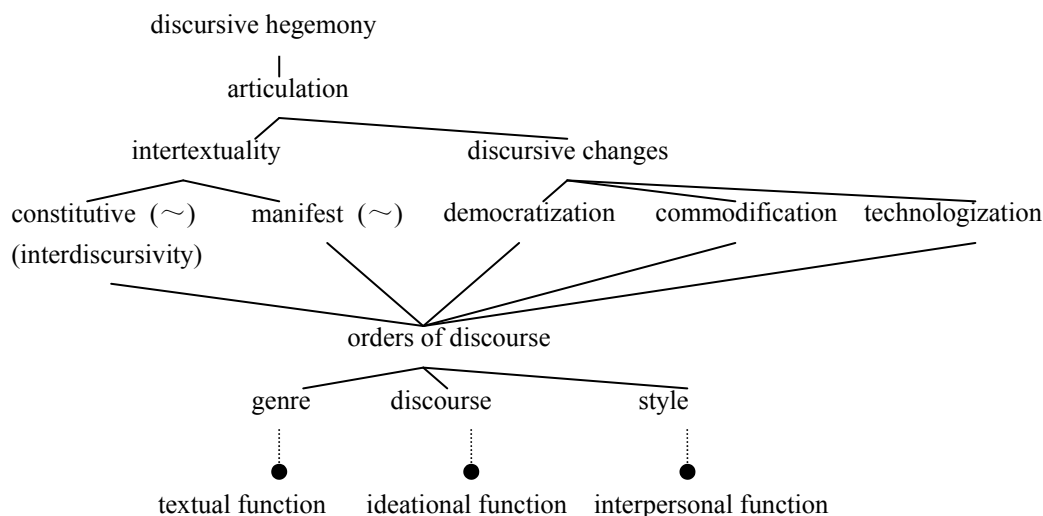 discursive hegemony
articulation
intertextuality discursive changes
constitutive (～) manifest (～) democratization commodification technologization
(interdiscursivity)
orders of discourse
genre discourse style
textual function ideational function interpersonal function